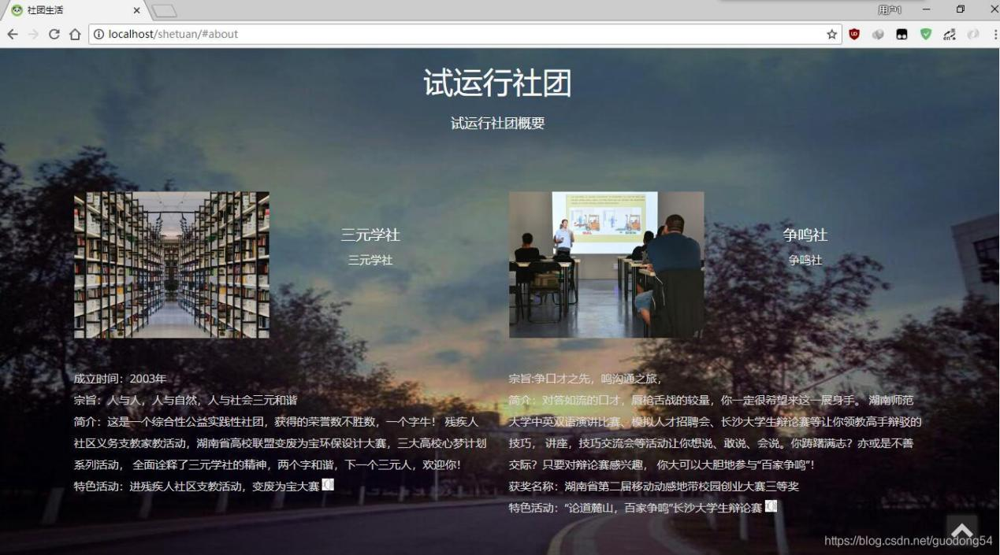 社团生活
用户1
localhost/shetuan/#about
试运行社团
试运行社团概要
三元学社
三元学社
争鸣社
争鸣社
成立时间：2003年
宗旨：人与人，人与自然，人与社会三元和谐
简介：这是一个综合性公益实践性社团，获得的荣誉数不胜数，一个字牛！ 残疾人
社区义务支教家教活动，湖南省高校联盟变废为宝环保设计大赛，三大高校心梦计划
系列活动， 全面诠释了三元学社的精神，两个字和谐，下一个三元人，欢迎你！
特色活动：进残疾人社区支教活动，变废为宝大赛
宗旨:争口才之先，鸣沟通之旅，
简介：对答如流的口才，唇枪舌战的较量，你一定很希望来这一展身手。 湖南师范
大学中英双语演讲比赛、模拟人才招聘会、长沙大学生辩论赛等让你领教高手辩驳的
技巧， 讲座，技巧交流会等活动让你想说、敢说、会说。你踌躇满志？亦或是不善
交际？只要对辩论赛感兴趣， 你大可以大胆地参与“百家争鸣”！
获奖名称：湖南省第二届移动动感地带校园创业大赛三等奖
特色活动：“论道麓山，百家争鸣”长沙大学生辩论赛
https://blog.csdn.net/guodong54